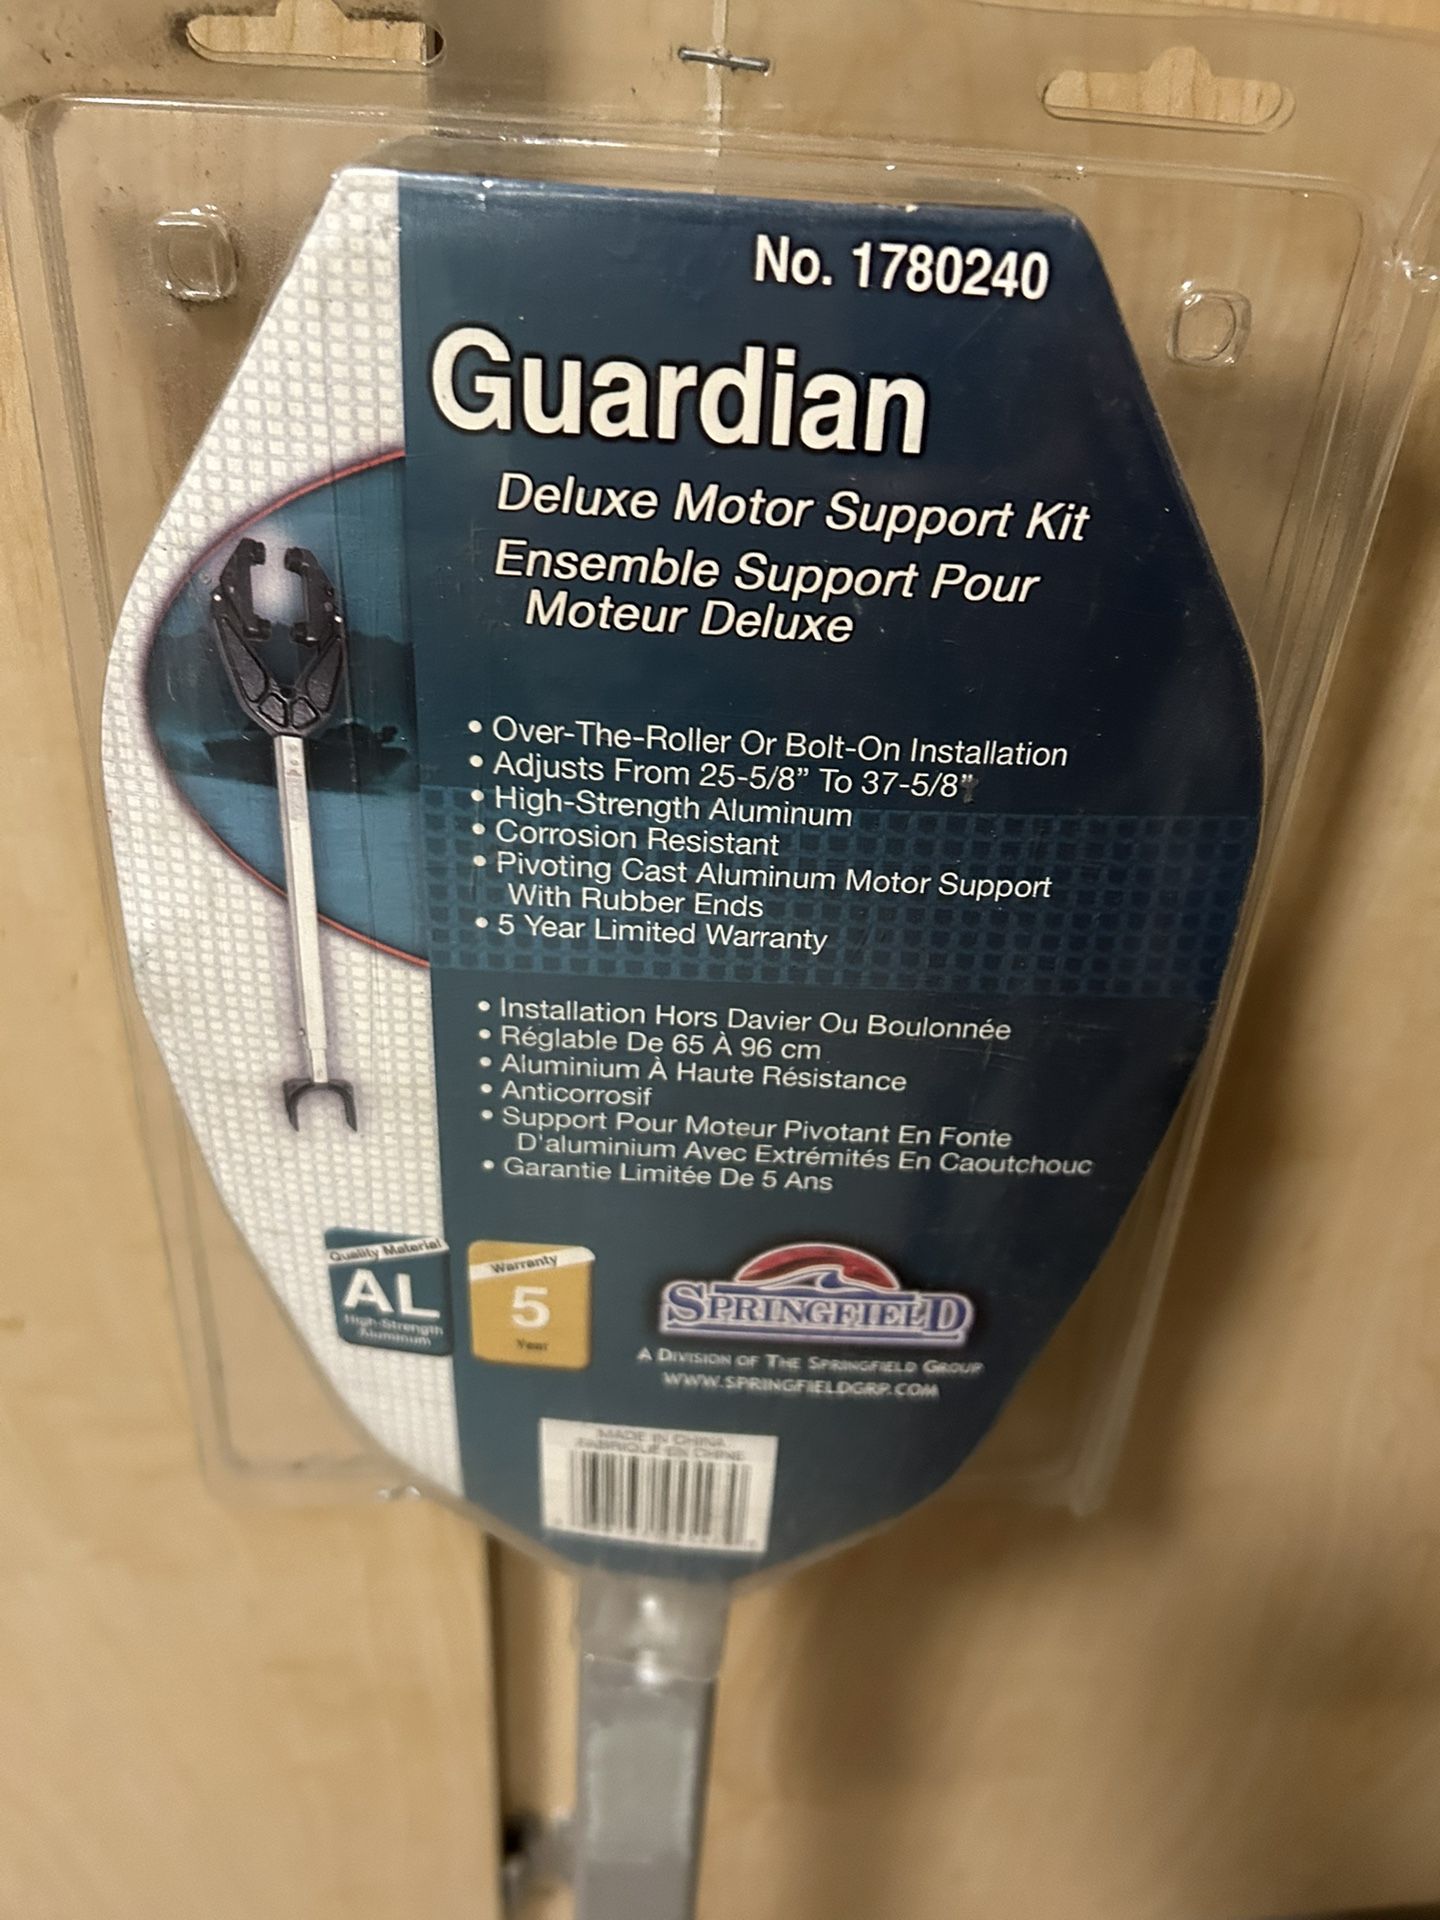 No. 1780240
Guardian
Deluxe Motor Support Kit
Ensemble Support Pour
Moteur Deluxe
• Over-The-Roller Or Bolt-On Installation
• Adjusts From 25-5/8" To 37-5/8"
• High-Strength Aluminum
• Corrosion Resistant
• Pivoting Cast Aluminum Motor Support
With Rubber Ends
• 5 Year Limited Warranty
• Installation Hors Davier Ou Boulonnée
• Réglable De 65 À 96 cm
• Aluminium À Haute Résistance
• Anticorrosif
• Support Pour Moteur Pivotant En Fonte
D'aluminium Avec Extrémités En Caoutchouc
• Garantie Limitée De 5 Ans
Quality Material
AL
High-Strength
Aluminum
Warranty
5
Year
SPRINGFIELD
A DIVISION OF THE SPRINGFIELD GROUP
WWW.SPRINGFIELDGRP.COM
MADE IN CHINA
FABRIQUÉ EN CHINE